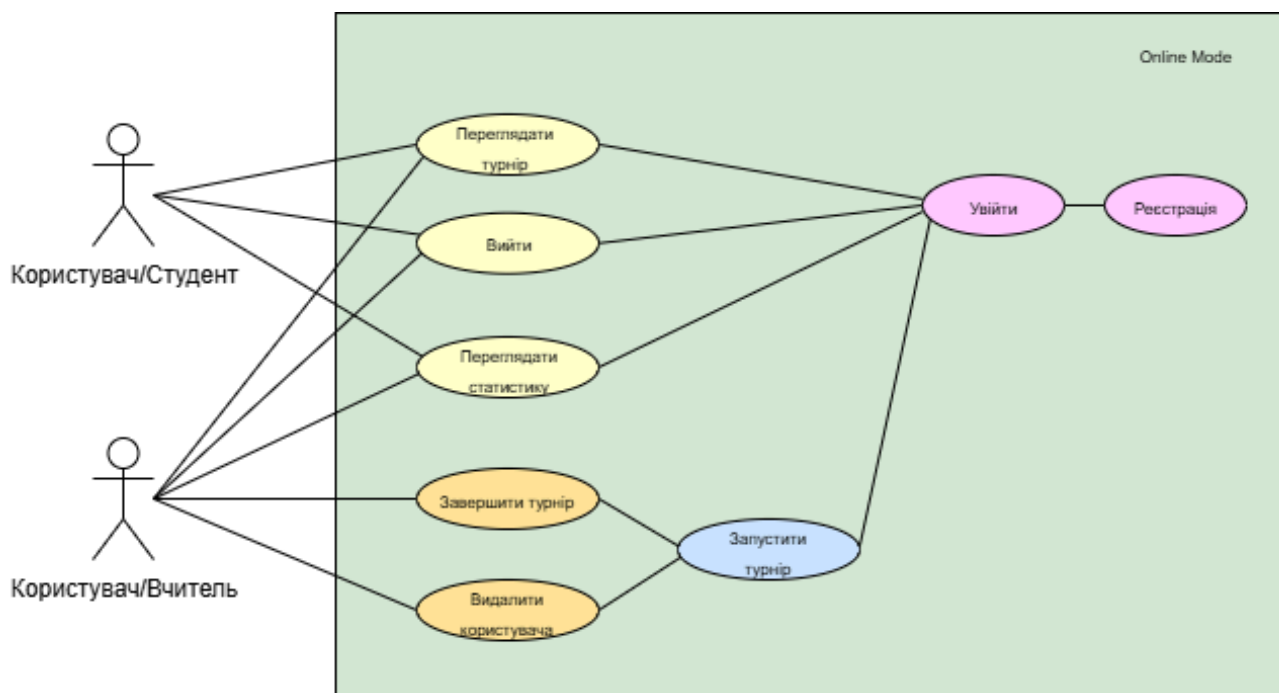 Online Mode
Переглядати
турнір
Увійти
Реєстрація
Вийти
Користувач/Студент
Переглядати
статистику
Завершити турнір
Запустити
турнір
Користувач/Вчитель
Видалити
користувача